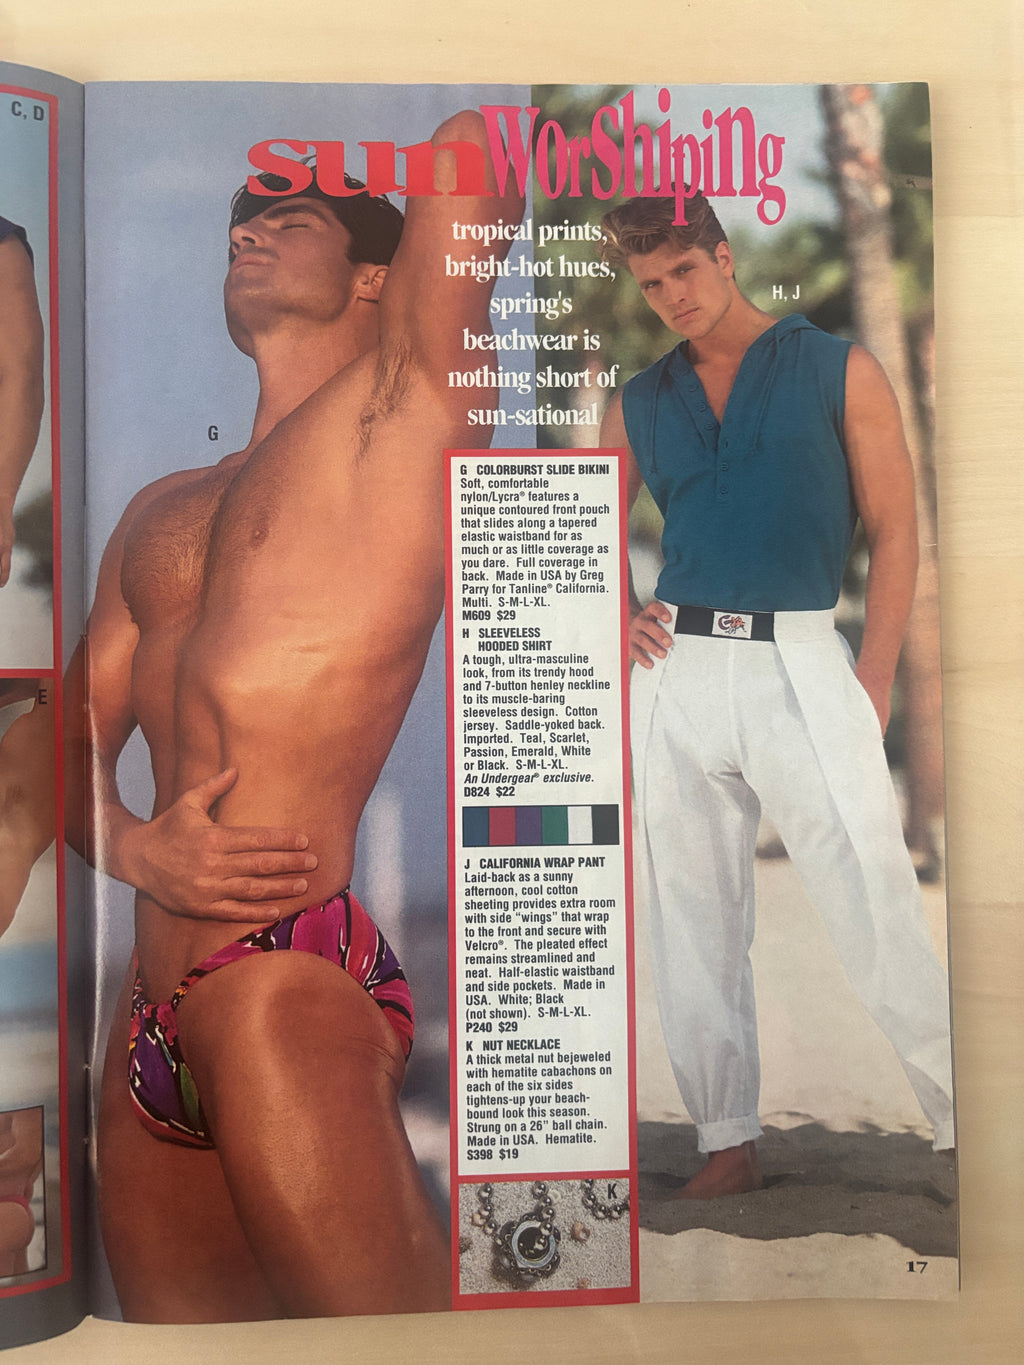 C, D
E
sunWorShipiNg
tropical prints,
bright-hot hues,
spring's
beachwear is
nothing short of
sun-sational
G
H, J
G COLORBURST SLIDE BIKINI
Soft, comfortable
nylon/Lycra® features a
unique contoured front pouch
that slides along a tapered
elastic waistband for as
much or as little coverage as
you dare. Full coverage in
back. Made in USA by Greg
Parry for Tanline® California.
Multi. S-M-L-XL.
M609 $29
H SLEEVELESS
HOODED SHIRT
A tough, ultra-masculine
look, from its trendy hood
and 7-button henley neckline
to its muscle-baring
sleeveless design. Cotton
jersey. Saddle-yoked back.
Imported. Teal, Scarlet,
Passion, Emerald, White
or Black. S-M-L-XL.
An Undergear® exclusive.
D824 $22
J CALIFORNIA WRAP PANT
Laid-back as a sunny
afternoon, cool cotton
sheeting provides extra room
with side “wings” that wrap
to the front and secure with
Velcro®. The pleated effect
remains streamlined and
neat. Half-elastic waistband
and side pockets. Made in
USA. White; Black
(not shown). S-M-L-XL.
P240 $29
K NUT NECKLACE
A thick metal nut bejeweled
with hematite cabachons on
each of the six sides
tightens-up your beach-
bound look this season.
Strung on a 26" ball chain.
Made in USA. Hematite.
S398 $19
K
17